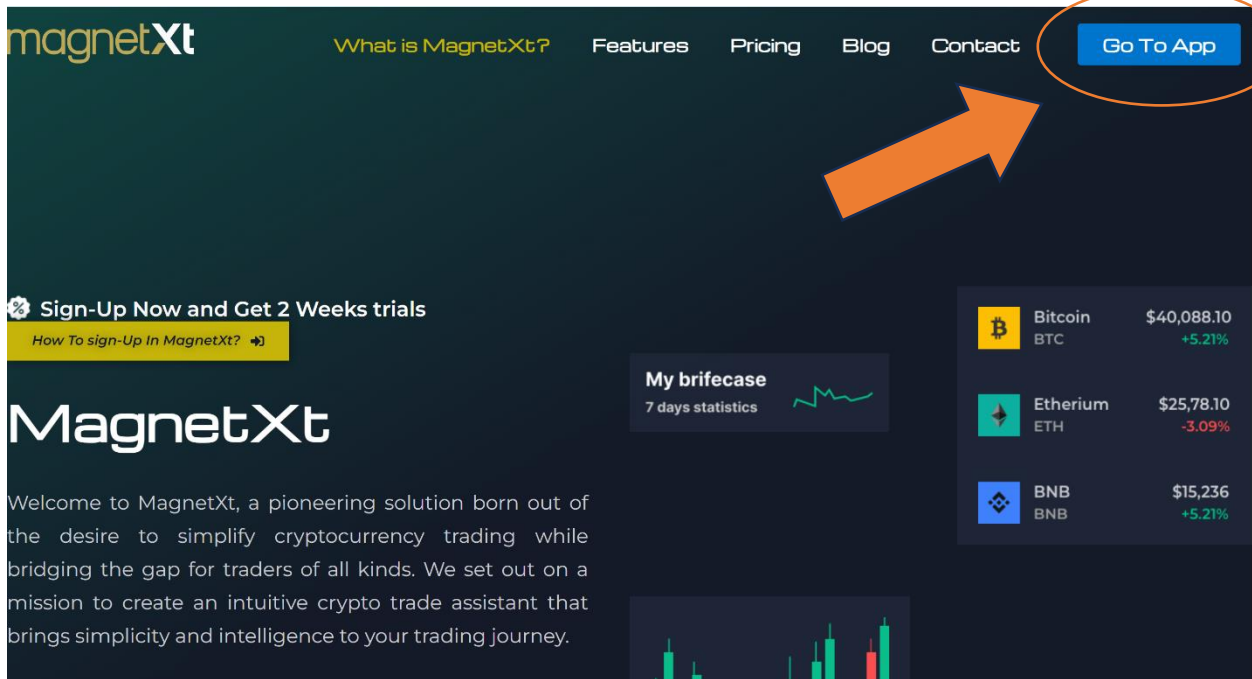 magnetXt
What is MagnetXt? Features Pricing Blog Contact Go To App
Sign-Up Now and Get 2 Weeks trials
How To sign-Up In MagnetXt?
MagnetXt
Welcome to MagnetXt, a pioneering solution born out of
the desire to simplify cryptocurrency trading while
bridging the gap for traders of all kinds. We set out on a
mission to create an intuitive crypto trade assistant that
brings simplicity and intelligence to your trading journey.
My brifecase
7 days statistics
Bitcoin $40,088.10
BTC +5.21%
Etherium $25,78.10
ETH -3.09%
BNB $15,236
BNB +5.21%